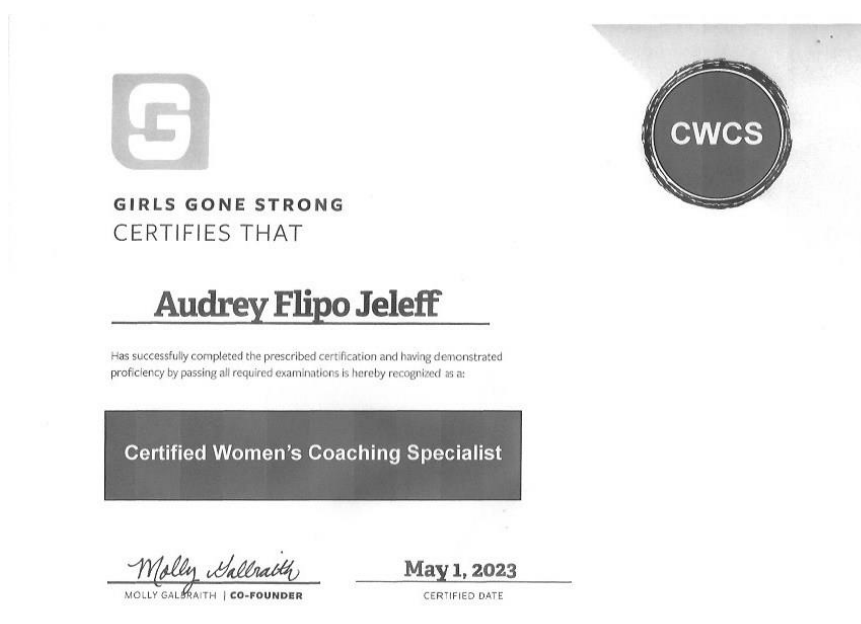 G
CWCS
GIRLS GONE STRONG
CERTIFIES THAT
Audrey Flipo Jeleff
Has successfully completed the prescribed certification and having demonstrated
proficiency by passing all required examinations is hereby recognized as a:
Certified Women's Coaching Specialist
Molly Galbraith
May 1, 2023
MOLLY GALBRAITH | CO-FOUNDER
CERTIFIED DATE